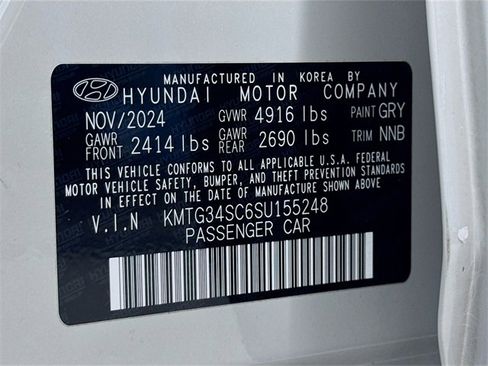 MANUFACTURED IN KOREA BY
HYUNDAI MOTOR COMPANY
NOV/2024 GVWR 4916 lbs PAINT GRY
GAWR FRONT 2414 lbs GAWR REAR 2690 lbs TRIM NNB
THIS VEHICLE CONFORMS TO ALL APPLICABLE U.S.A. FEDERAL
MOTOR VEHICLE SAFETY, BUMPER, AND THEFT PREVENTION STANDARDS
IN EFFECT ON THE DATE OF MANUFACTURE SHOWN ABOVE.
V.I.N KMTG34SC6SU155248
PASSENGER CAR